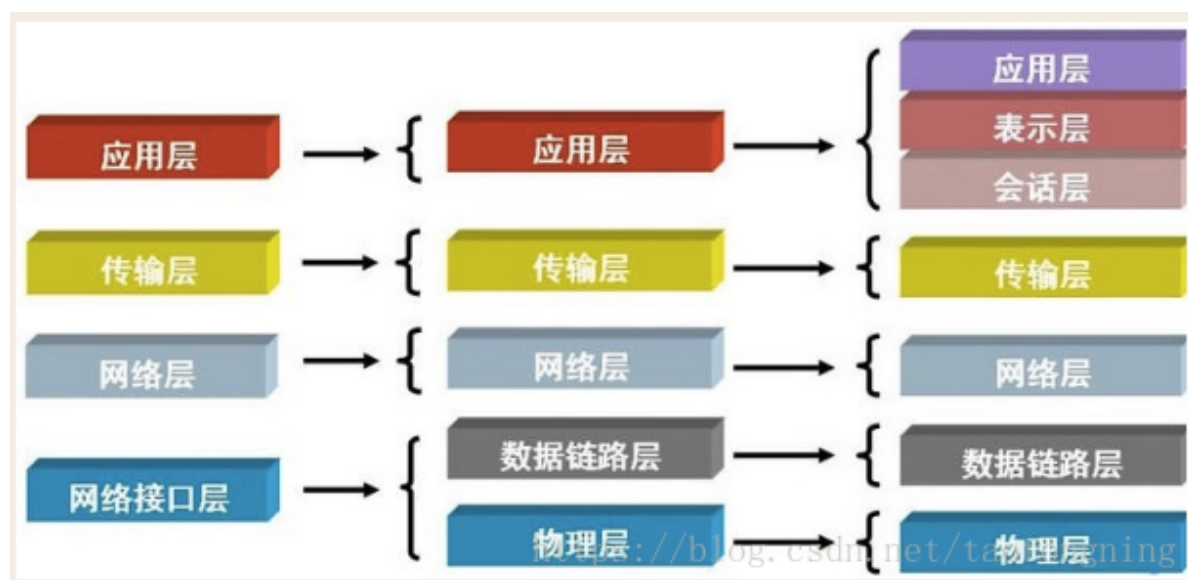 应用层
传输层
网络层
网络接口层
应用层
传输层
网络层
数据链路层
物理层
应用层
表示层
会话层
传输层
网络层
数据链路层
物理层